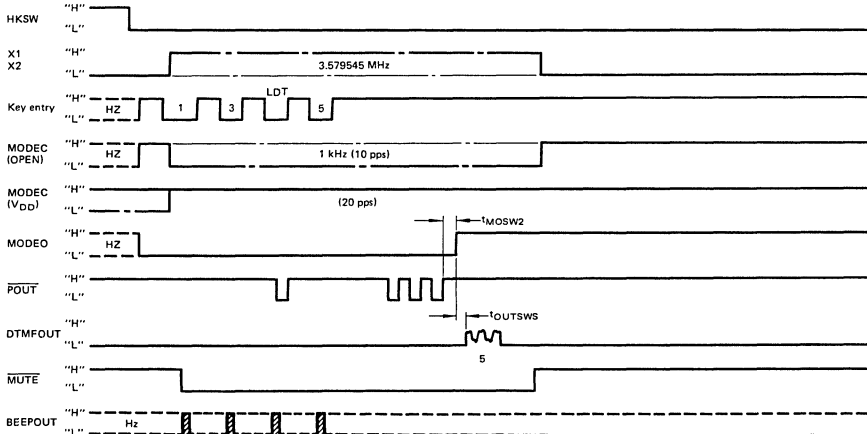 HKSW "H"
"L"
X1 "H"
X2 "L" 3.579545 MHz
Key entry "H" HZ 1 3 LDT 5
"L"
MODEC "H" HZ 1 kHz (10 pps)
(OPEN) "L"
MODEC "H"
(VDD) "L" (20 pps)
tMOSW2
MODEO "H" HZ
"L"
POUT "H"
"L"
tOUTSWS
DTMFOUT "H"
"L" 5
MUTE "H"
"L"
BEEPOUT "H" Hz
"L"